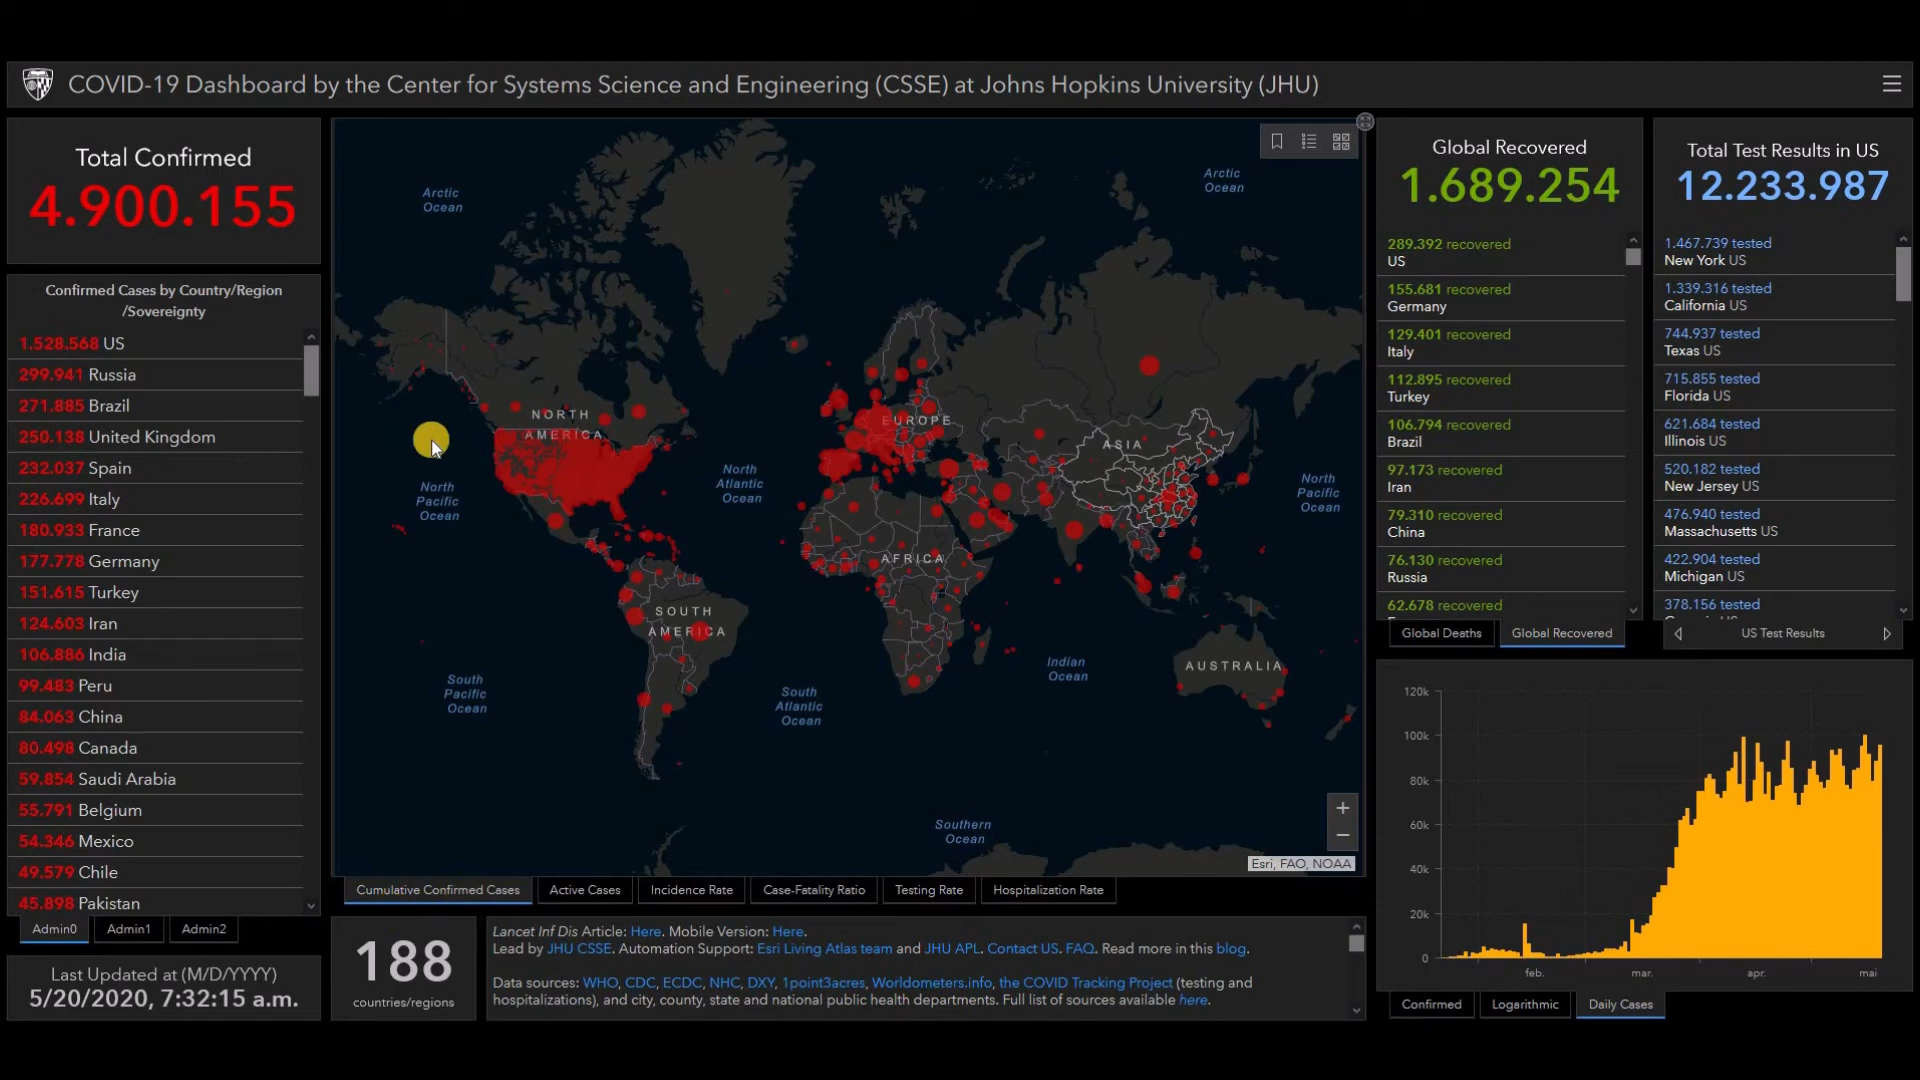 COVID-19 Dashboard by the Center for Systems Science and Engineering (CSSE) at Johns Hopkins University (JHU)
Total Confirmed
4.900.155
Confirmed Cases by Country/Region
/Sovereignty
1.528.568 US
299.941 Russia
271.885 Brazil
250.138 United Kingdom
232.037 Spain
226.699 Italy
180.933 France
177.778 Germany
151.615 Turkey
124.603 Iran
106.886 India
99.483 Peru
84.063 China
80.498 Canada
59.854 Saudi Arabia
55.791 Belgium
54.346 Mexico
49.579 Chile
45.898 Pakistan
Admin0
Admin1
Admin2
Last Updated at (M/D/YYYY)
5/20/2020, 7:32:15 a.m.
Arctic
Ocean
Arctic
Ocean
NORTH
AMERICA
EUROPE
ASIA
North
Pacific
Ocean
North
Atlantic
Ocean
North
Pacific
Ocean
AFRICA
SOUTH
AMERICA
AUSTRALIA
Indian
Ocean
South
Pacific
Ocean
South
Atlantic
Ocean
Southern
Ocean
+
−
Esri, FAO, NOAA
Cumulative Confirmed Cases
Active Cases
Incidence Rate
Case-Fatality Ratio
Testing Rate
Hospitalization Rate
188
countries/regions
Lancet Inf Dis Article: Here. Mobile Version: Here.
Lead by JHU CSSE. Automation Support: Esri Living Atlas team and JHU APL. Contact US. FAQ. Read more in this blog.
Data sources: WHO, CDC, ECDC, NHC, DXY, 1point3acres, Worldometers.info, the COVID Tracking Project (testing and
hospitalizations), and city, county, state and national public health departments. Full list of sources available here.
Global Recovered
1.689.254
289.392 recovered
US
155.681 recovered
Germany
129.401 recovered
Italy
112.895 recovered
Turkey
106.794 recovered
Brazil
97.173 recovered
Iran
79.310 recovered
China
76.130 recovered
Russia
62.678 recovered
Global Deaths
Global Recovered
Total Test Results in US
12.233.987
1.467.739 tested
New York US
1.339.316 tested
California US
744.937 tested
Texas US
715.855 tested
Florida US
621.684 tested
Illinois US
520.182 tested
New Jersey US
476.940 tested
Massachusetts US
422.904 tested
Michigan US
378.156 tested
US Test Results
120k
100k
80k
60k
40k
20k
0
feb.
mar.
apr.
mai
Confirmed
Logarithmic
Daily Cases